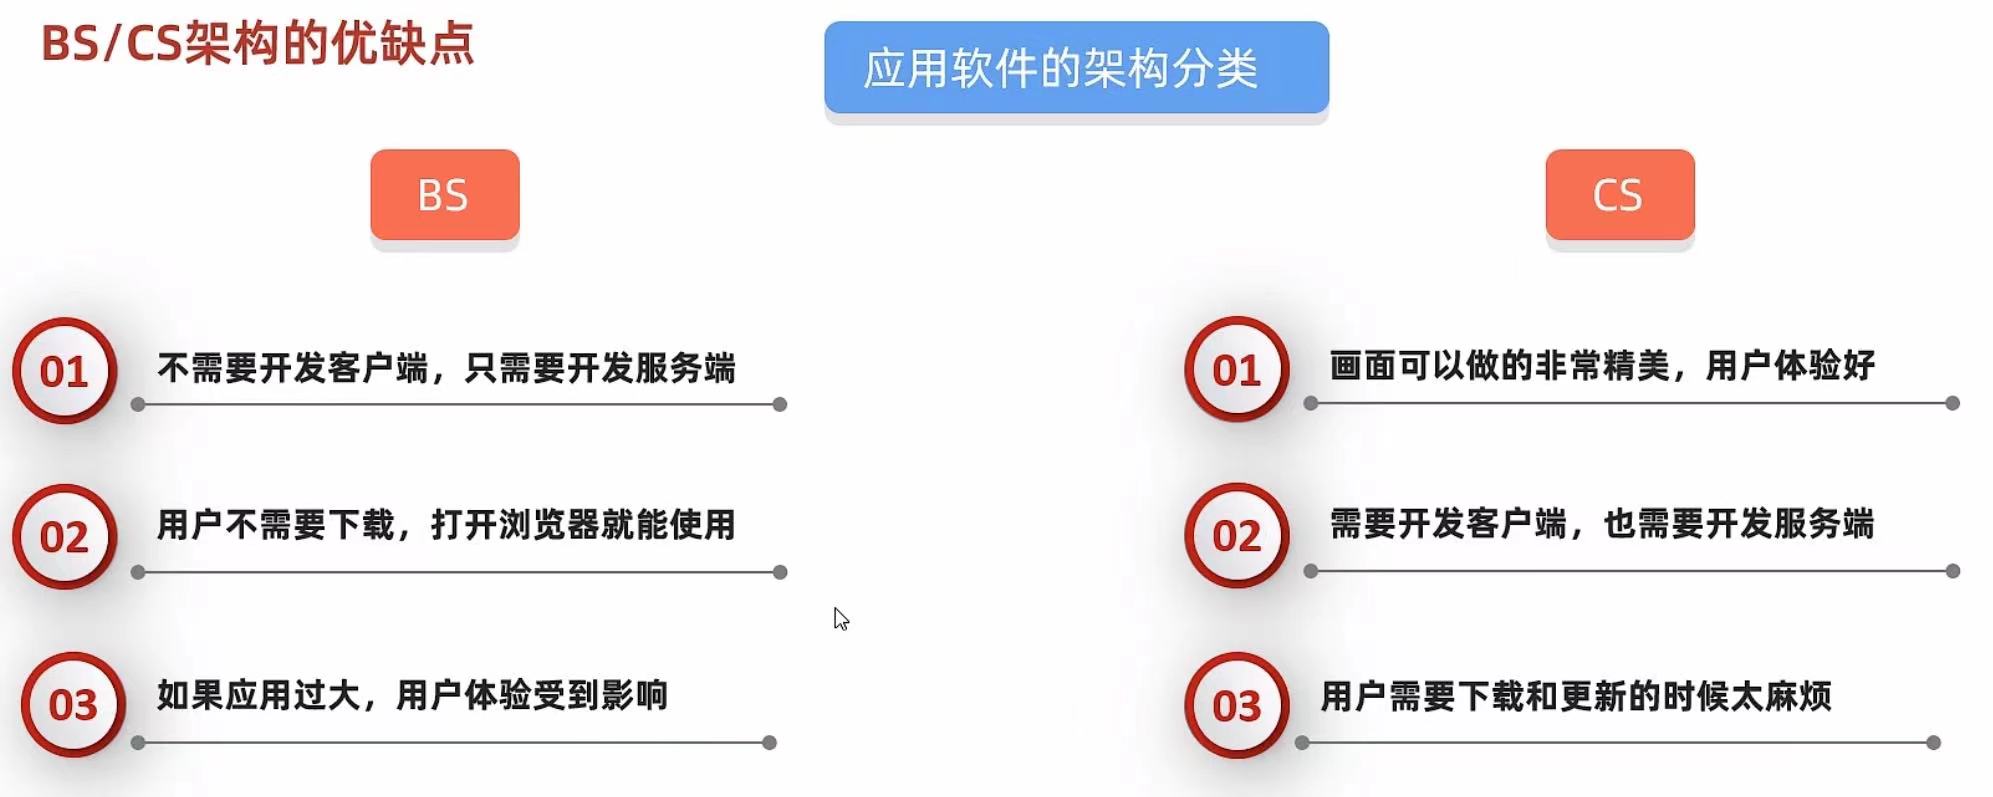 BS/CS架构的优缺点
应用软件的架构分类
BS
CS
01 不需要开发客户端，只需要开发服务端
02 用户不需要下载，打开浏览器就能使用
03 如果应用过大，用户体验受到影响
01 画面可以做的非常精美，用户体验好
02 需要开发客户端，也需要开发服务端
03 用户需要下载和更新的时候太麻烦